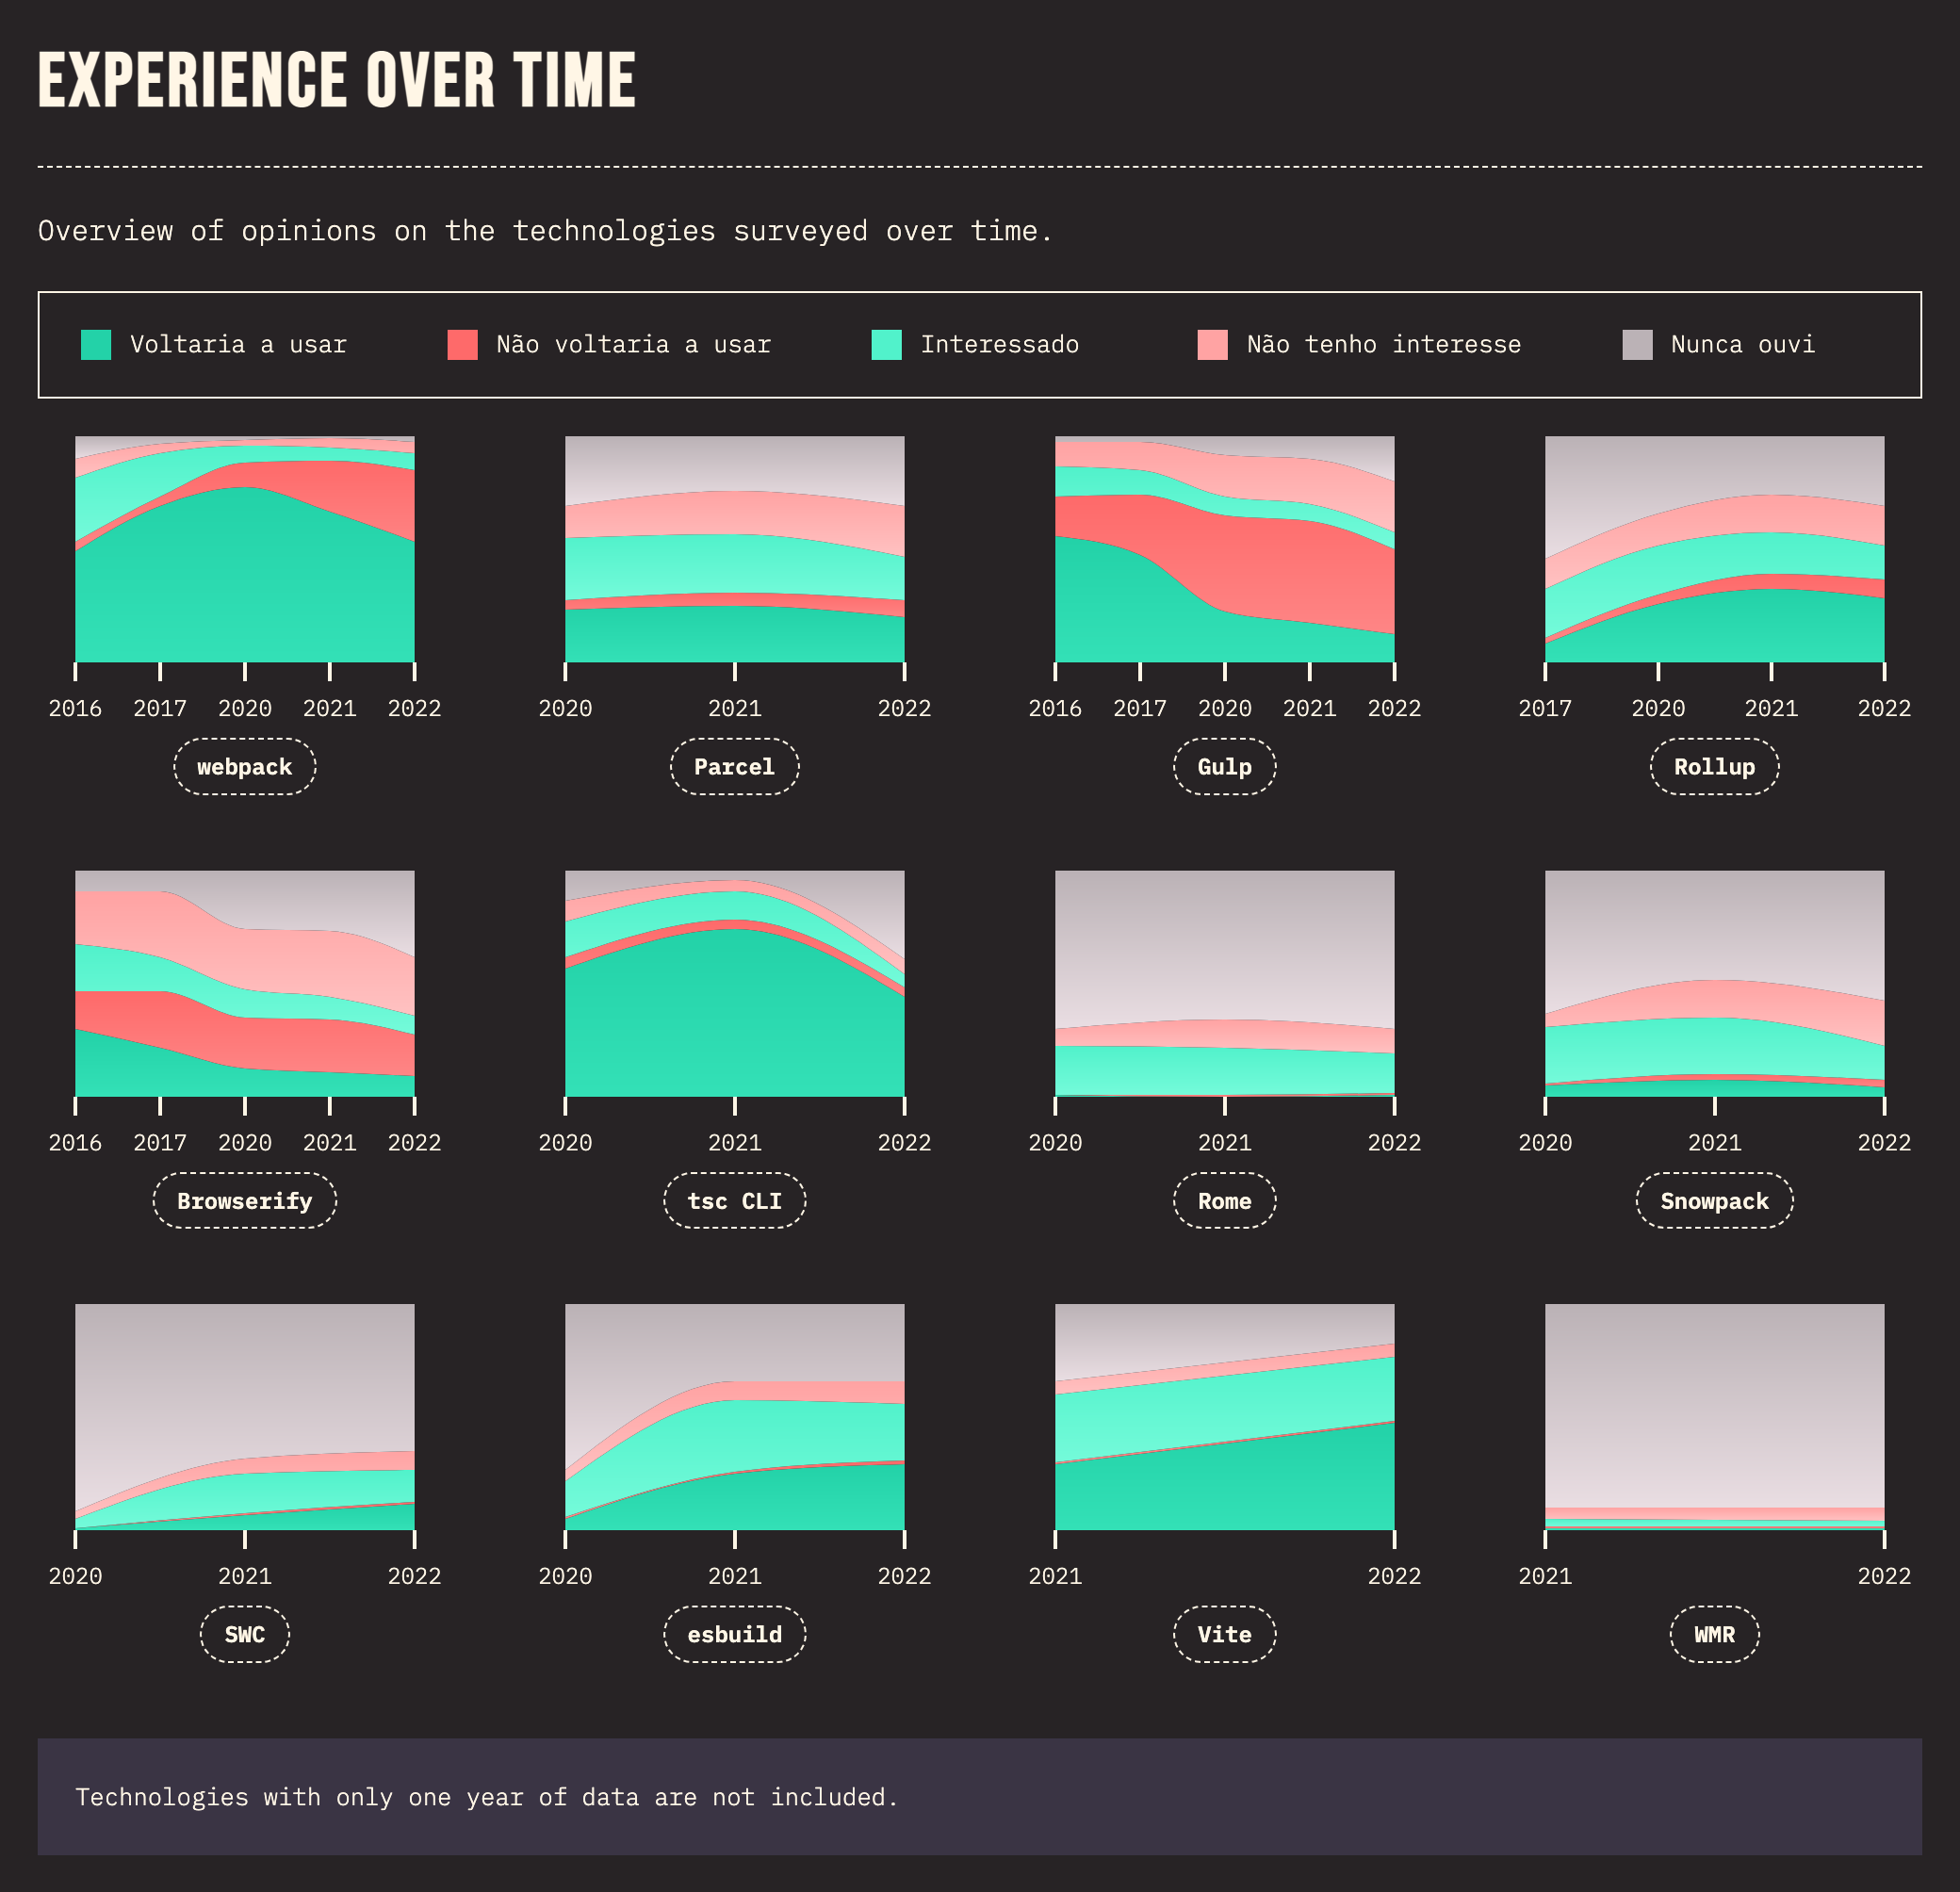 EXPERIENCE OVER TIME
Overview of opinions on the technologies surveyed over time.
Voltaria a usar Não voltaria a usar Interessado Não tenho interesse Nunca ouvi
2016 2017 2020 2021 2022 2020 2021 2022 2016 2017 2020 2021 2022 2017 2020 2021 2022
webpack Parcel Gulp Rollup
2016 2017 2020 2021 2022 2020 2021 2022 2020 2021 2022 2020 2021 2022
Browserify tsc CLI Rome Snowpack
2020 2021 2022 2020 2021 2022 2021 2022 2021 2022
SWC esbuild Vite WMR
Technologies with only one year of data are not included.